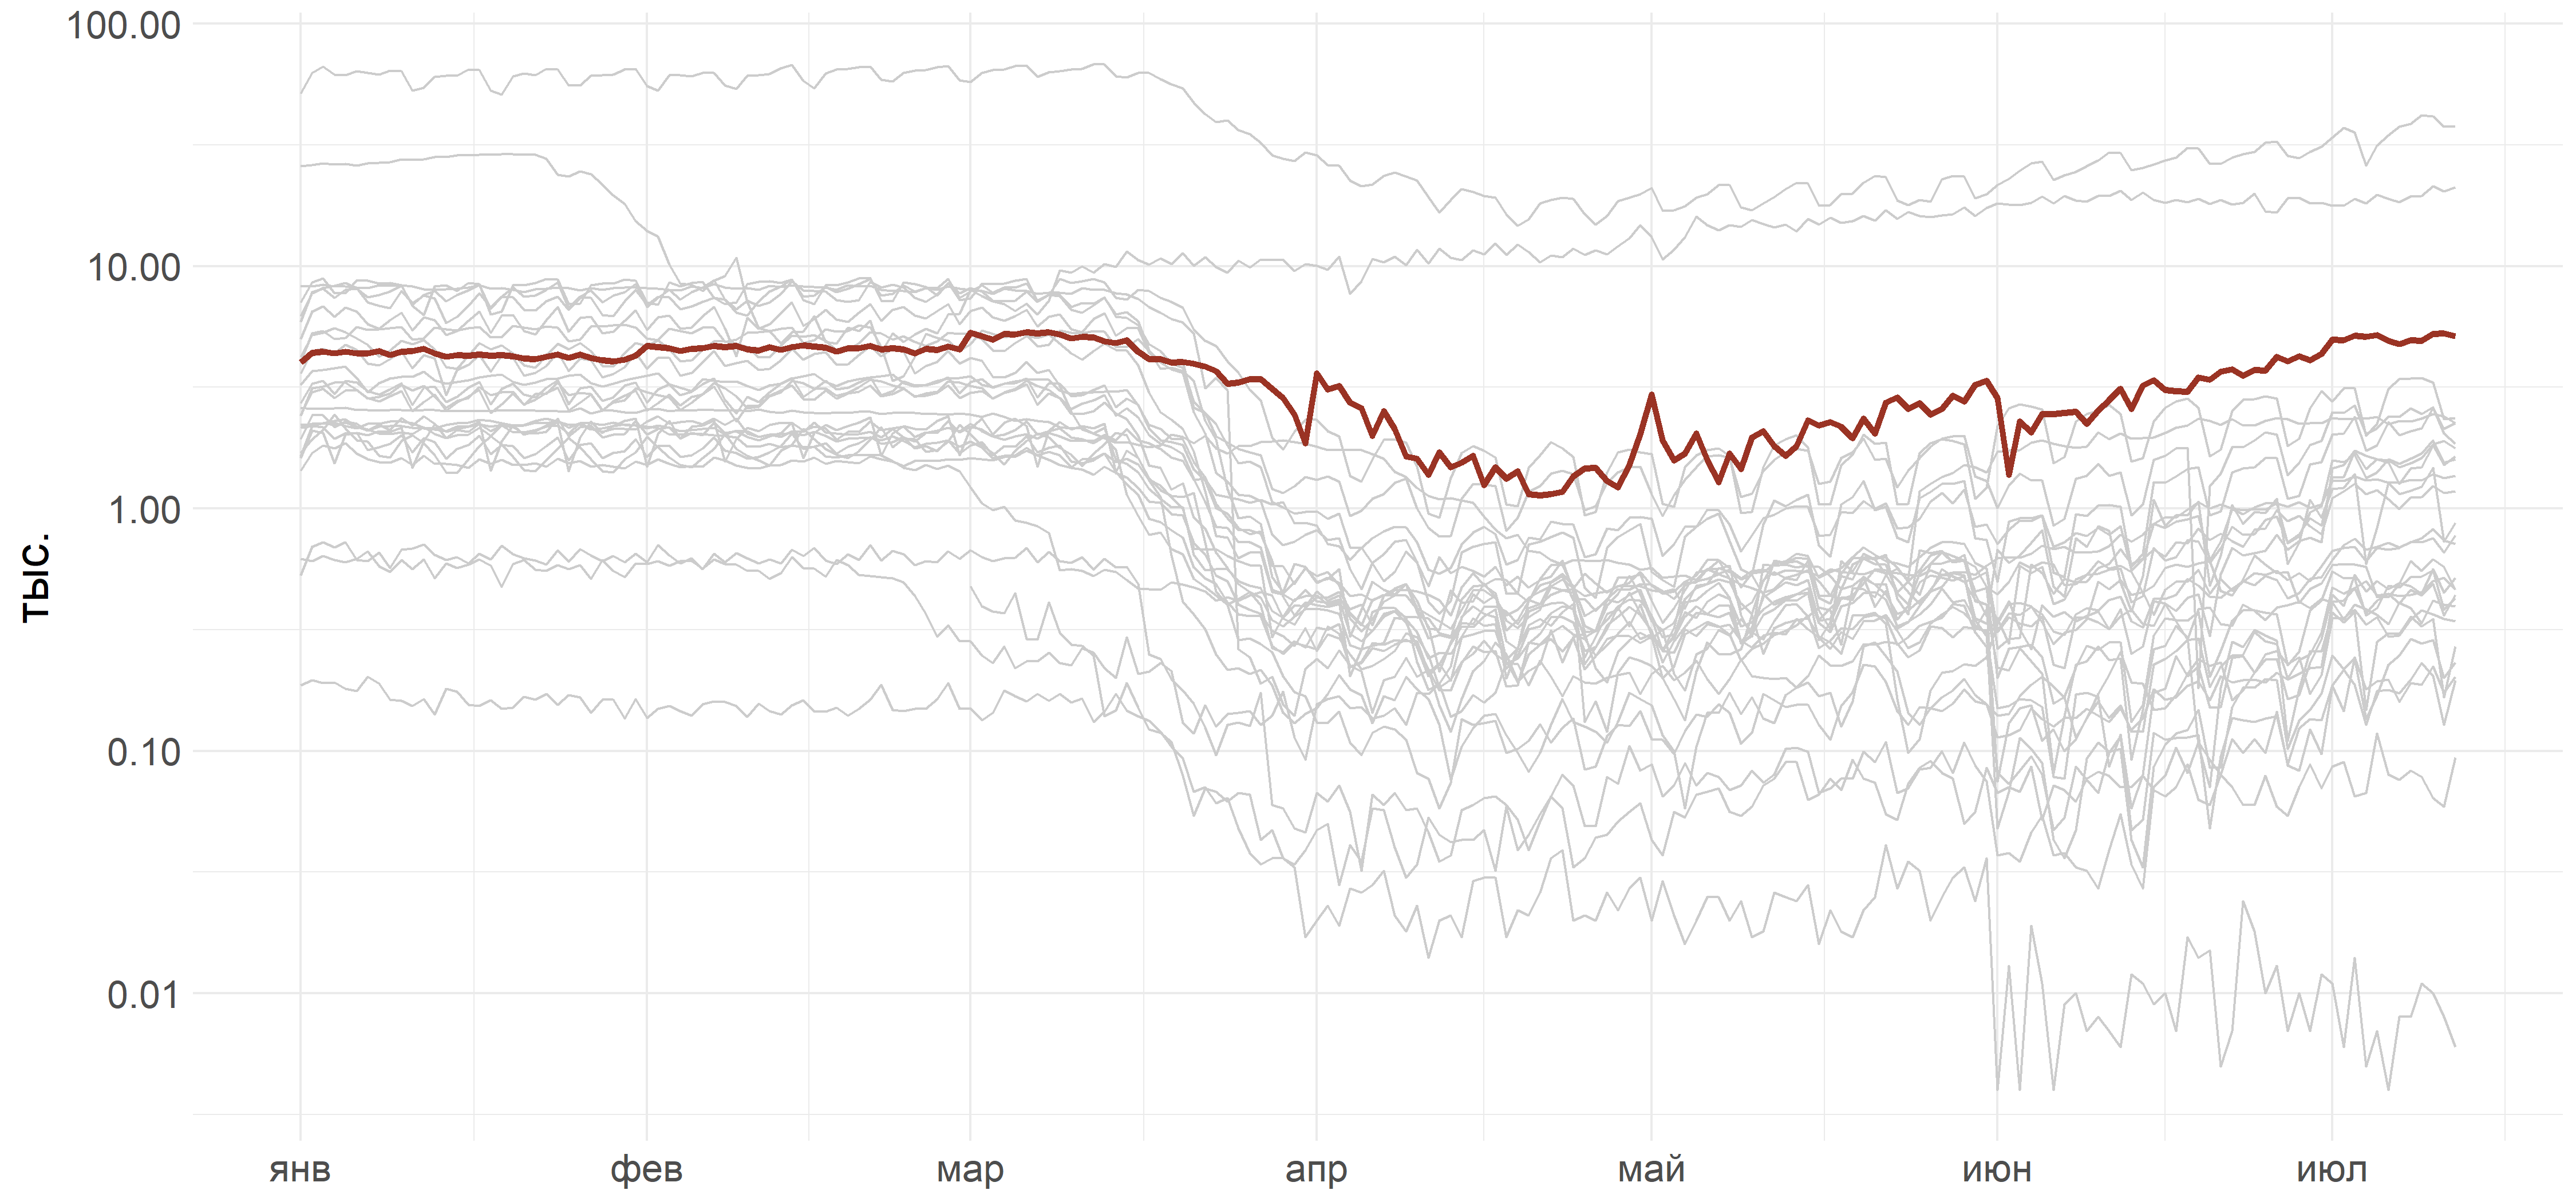 100.00
10.00
1.00
0.10
0.01
тыс.
янв фев мар апр май июн июл